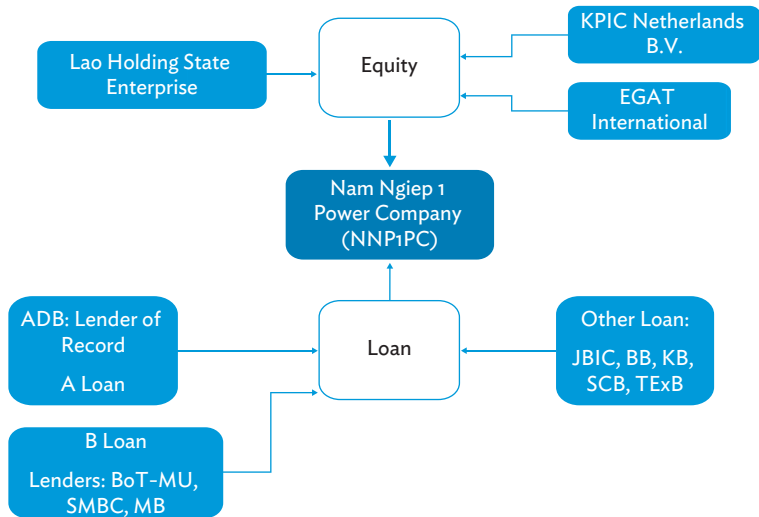 KPIC Netherlands
B.V.
Lao Holding State
Enterprise
Equity
EGAT
International
Nam Ngiep 1
Power Company
(NNP1PC)
ADB: Lender of
Record
A Loan
Loan
Other Loan:
JBIC, BB, KB,
SCB, TExB
B Loan
Lenders: BoT-MU,
SMBC, MB